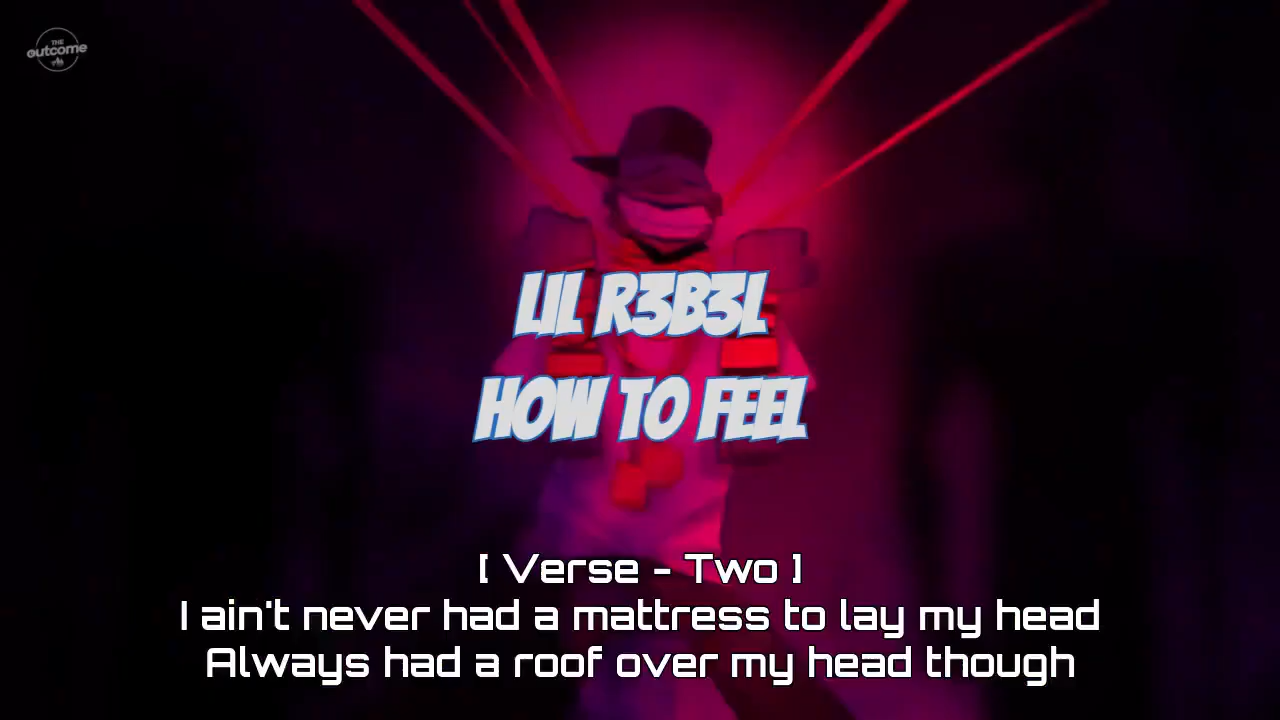 THE
outcome
LIL R3B3L
HOW TO FEEL
[ Verse - Two ]
I ain't never had a mattress to lay my head
Always had a roof over my head though